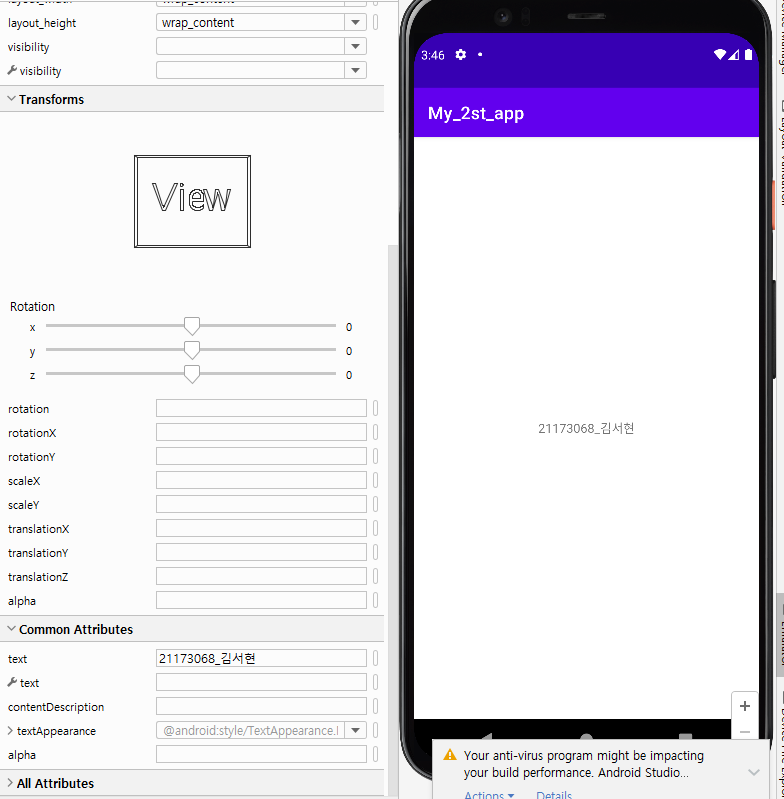 layout_width wrap_content
layout_height wrap_content
visibility
visibility
Transforms
View
Rotation
x 0
y 0
z 0
rotation
rotationX
rotationY
scaleX
scaleY
translationX
translationY
translationZ
alpha
Common Attributes
text 21173068_김서현
text
contentDescription
textAppearance @android:style/TextAppearance.
alpha
All Attributes
3:46
My_2st_app
21173068_김서현
+
−
Your anti-virus program might be impacting
your build performance. Android Studio...
Actions Details
Layout Validation
Emulator